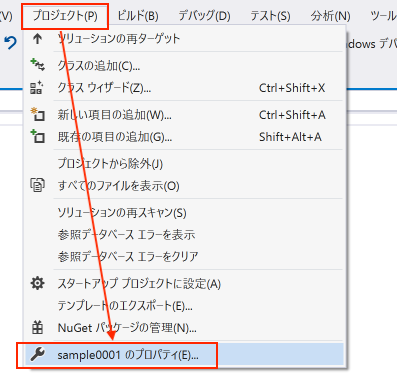 (V) プロジェクト(P) ビルド(B) デバッグ(D) テスト(S) 分析(N) ツール
ソリューションの再ターゲット
ndows デバ
クラスの追加(C)...
クラス ウィザード(Z)... Ctrl+Shift+X
新しい項目の追加(W)... Ctrl+Shift+A
既存の項目の追加(G)... Shift+Alt+A
プロジェクトから除外(J)
すべてのファイルを表示(O)
ソリューションの再スキャン(S)
参照データベース エラーを表示
参照データベース エラーをクリア
スタートアップ プロジェクトに設定(A)
テンプレートのエクスポート(E)...
NuGet パッケージの管理(N)...
sample0001 のプロパティ(E)...